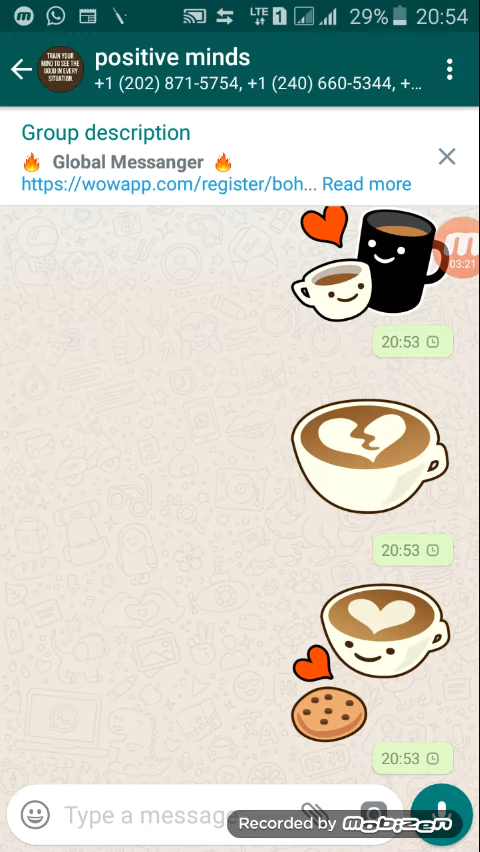 LTE 1 29% 20:54
TRAIN YOUR
MIND TO SEE THE
GOOD IN EVERY
SITUATION.
positive minds
+1 (202) 871-5754, +1 (240) 660-5344, +...
Group description
🔥 Global Messanger 🔥
https://wowapp.com/register/boh... Read more
03:21
20:53
20:53
20:53
Type a message
Recorded by MOBIZEN